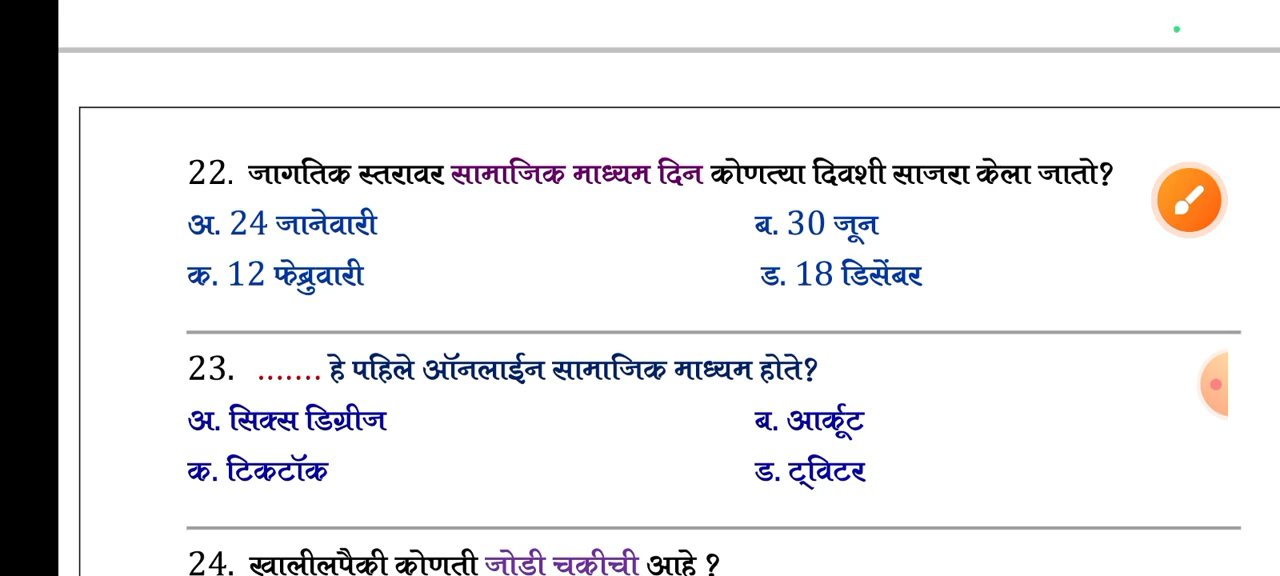 22. जागतिक स्तरावर सामाजिक माध्यम दिन कोणत्या दिवशी साजरा केला जातो?
अ. 24 जानेवारी ब. 30 जून
क. 12 फेब्रुवारी ड. 18 डिसेंबर
23. ....... हे पहिले ऑनलाईन सामाजिक माध्यम होते?
अ. सिक्स डिग्रीज ब. आर्कूट
क. टिकटॉक ड. ट्विटर
24. खालीलपैकी कोणती जोडी चकीची आहे ?